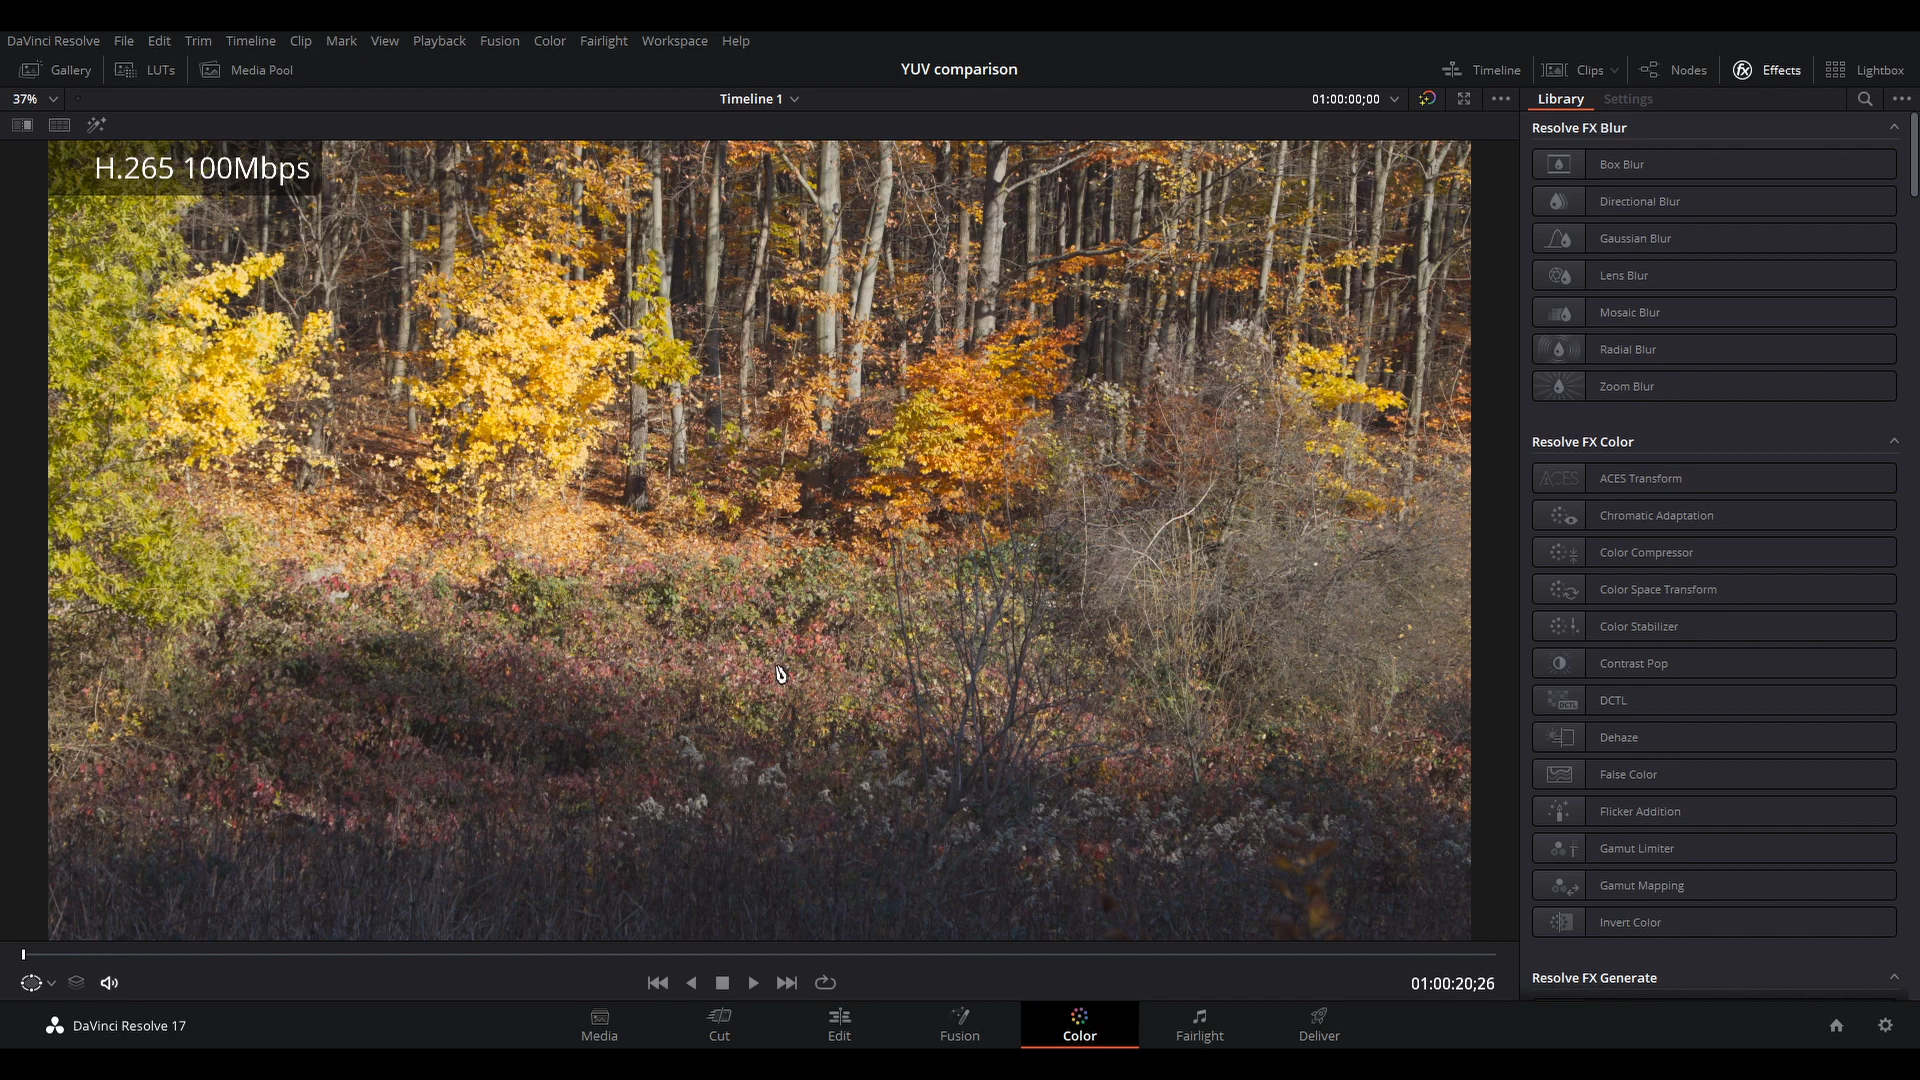 DaVinci Resolve File Edit Trim Timeline Clip Mark View Playback Fusion Color Fairlight Workspace Help
Gallery LUTs Media Pool YUV comparison Timeline Clips Nodes Effects Lightbox
37% Timeline 1 01:00:00;00 Library Settings
H.265 100Mbps
Resolve FX Blur
Box Blur
Directional Blur
Gaussian Blur
Lens Blur
Mosaic Blur
Radial Blur
Zoom Blur
Resolve FX Color
ACES ACES Transform
Chromatic Adaptation
Color Compressor
Color Space Transform
Color Stabilizer
Contrast Pop
DCTL DCTL
Dehaze
False Color
Flicker Addition
Gamut Limiter
Gamut Mapping
Invert Color
Resolve FX Generate
01:00:20;26
DaVinci Resolve 17 Media Cut Edit Fusion Color Fairlight Deliver